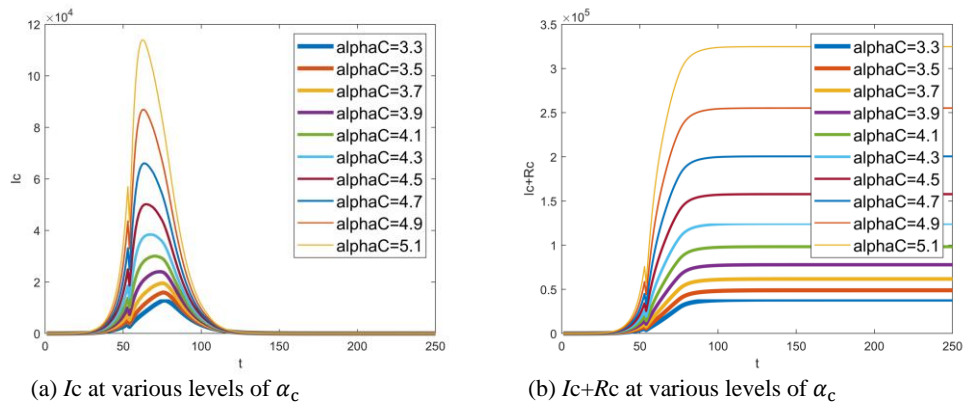 ×10⁴
12
10
8
6
4
2
0
Ic
0 50 100 150 200 250
t
alphaC=3.3
alphaC=3.5
alphaC=3.7
alphaC=3.9
alphaC=4.1
alphaC=4.3
alphaC=4.5
alphaC=4.7
alphaC=4.9
alphaC=5.1
(a) Ic at various levels of α_c
×10⁵
3.5
3
2.5
2
1.5
1
0.5
0
Ic+Rc
0 50 100 150 200 250
t
alphaC=3.3
alphaC=3.5
alphaC=3.7
alphaC=3.9
alphaC=4.1
alphaC=4.3
alphaC=4.5
alphaC=4.7
alphaC=4.9
alphaC=5.1
(b) Ic+Rc at various levels of α_c